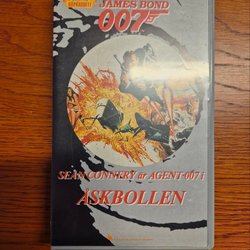 JAMES BOND
007
SEAN CONNERY är AGENT 007 i
ÅSKBOLLEN